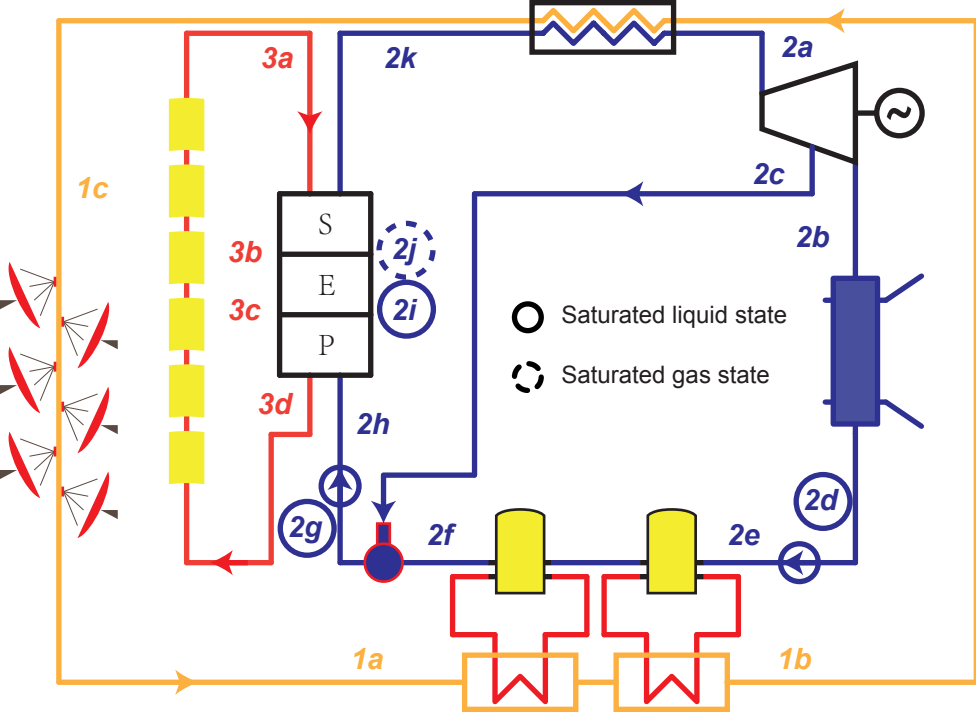 3a
2k
2a
1c
2c
S
2b
3b
2j
E
3c
2i
Saturated liquid state
P
Saturated gas state
3d
2h
2d
2g
2f
2e
1a
1b